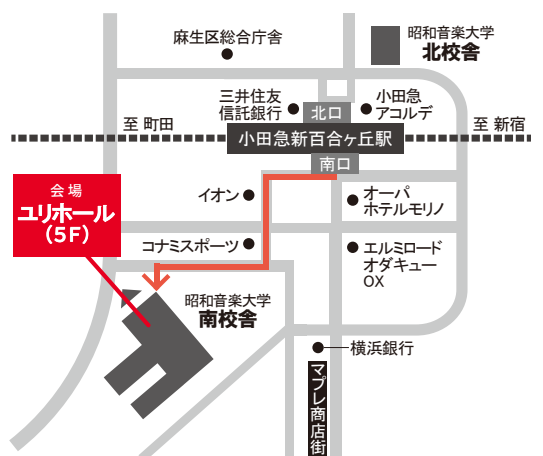 麻生区総合庁舎
昭和音楽大学
北校舎
三井住友
信託銀行
北口
小田急
アコルデ
至 町田
小田急新百合ヶ丘駅
至 新宿
南口
会場
ユリホール
（5F）
イオン
オーパ
ホテルモリノ
コナミスポーツ
エルミロード
オダキュー
OX
昭和音楽大学
南校舎
横浜銀行
マプレ商店街